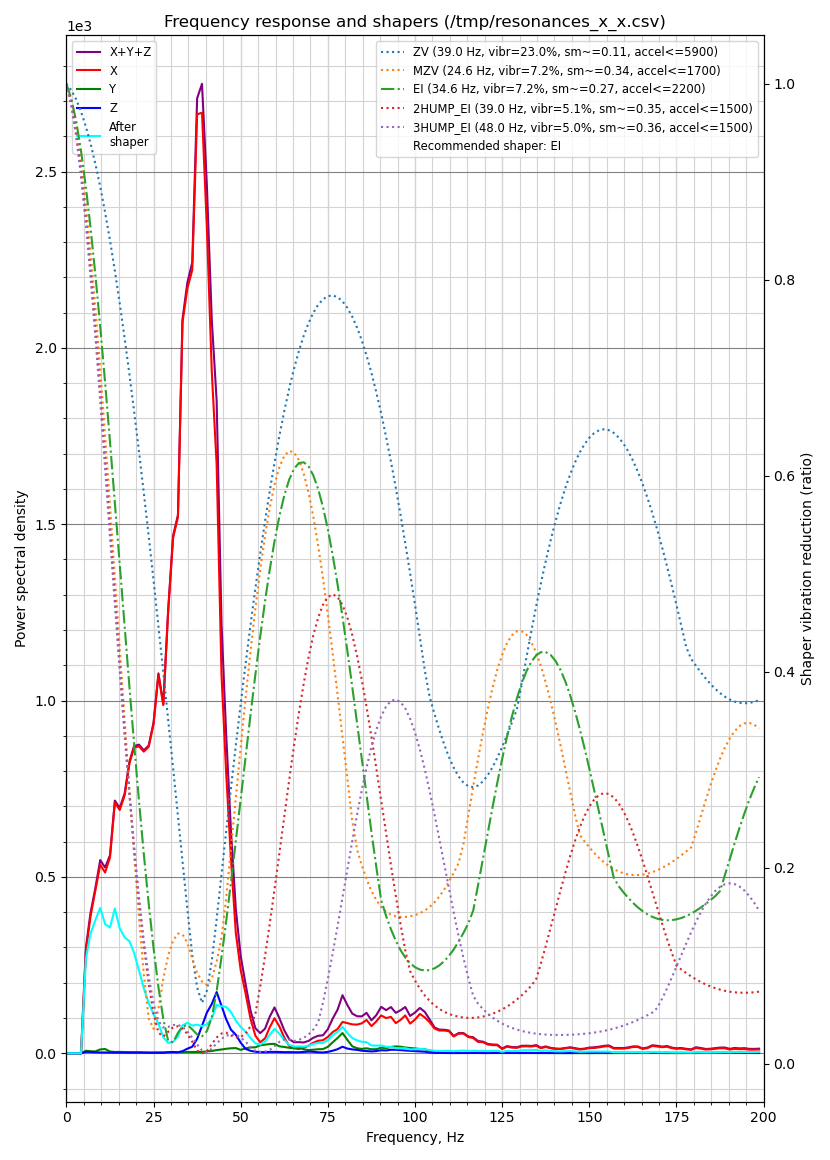 Frequency response and shapers (/tmp/resonances_x_x.csv)
1e3
X+Y+Z
X
Y
Z
After
shaper
ZV (39.0 Hz, vibr=23.0%, sm~=0.11, accel<=5900)
MZV (24.6 Hz, vibr=7.2%, sm~=0.34, accel<=1700)
EI (34.6 Hz, vibr=7.2%, sm~=0.27, accel<=2200)
2HUMP_EI (39.0 Hz, vibr=5.1%, sm~=0.35, accel<=1500)
3HUMP_EI (48.0 Hz, vibr=5.0%, sm~=0.36, accel<=1500)
Recommended shaper: EI
Power spectral density
2.5
2.0
1.5
1.0
0.5
0.0
1.0
0.8
0.6
0.4
0.2
0.0
Shaper vibration reduction (ratio)
0 25 50 75 100 125 150 175 200
Frequency, Hz